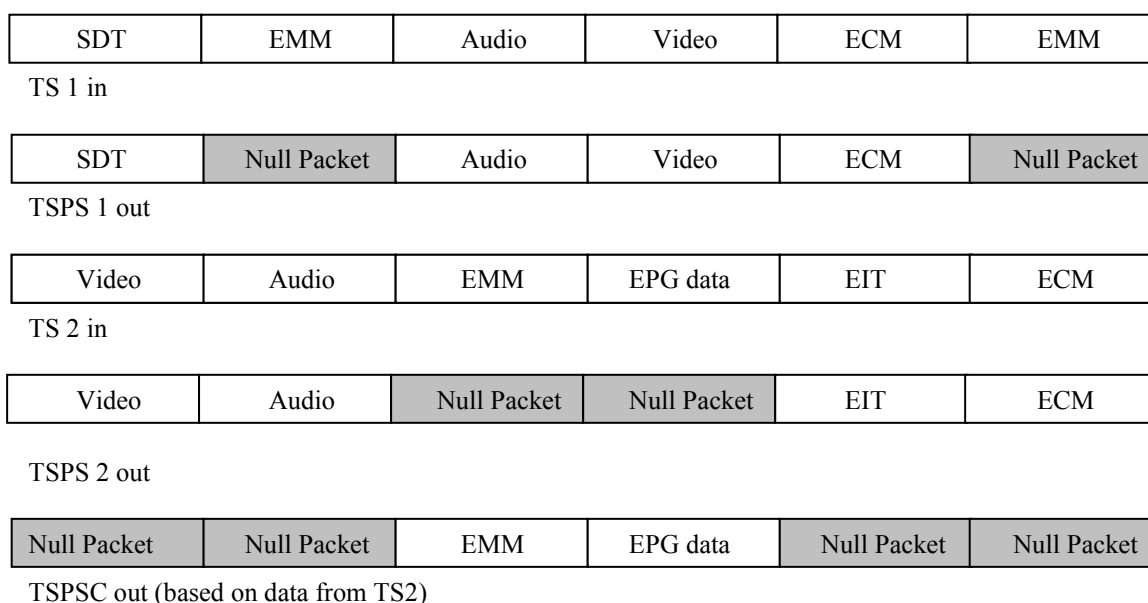 SDT EMM Audio Video ECM EMM
TS 1 in
SDT Null Packet Audio Video ECM Null Packet
TSPS 1 out
Video Audio EMM EPG data EIT ECM
TS 2 in
Video Audio Null Packet Null Packet EIT ECM
TSPS 2 out
Null Packet Null Packet EMM EPG data Null Packet Null Packet
TSPSC out (based on data from TS2)